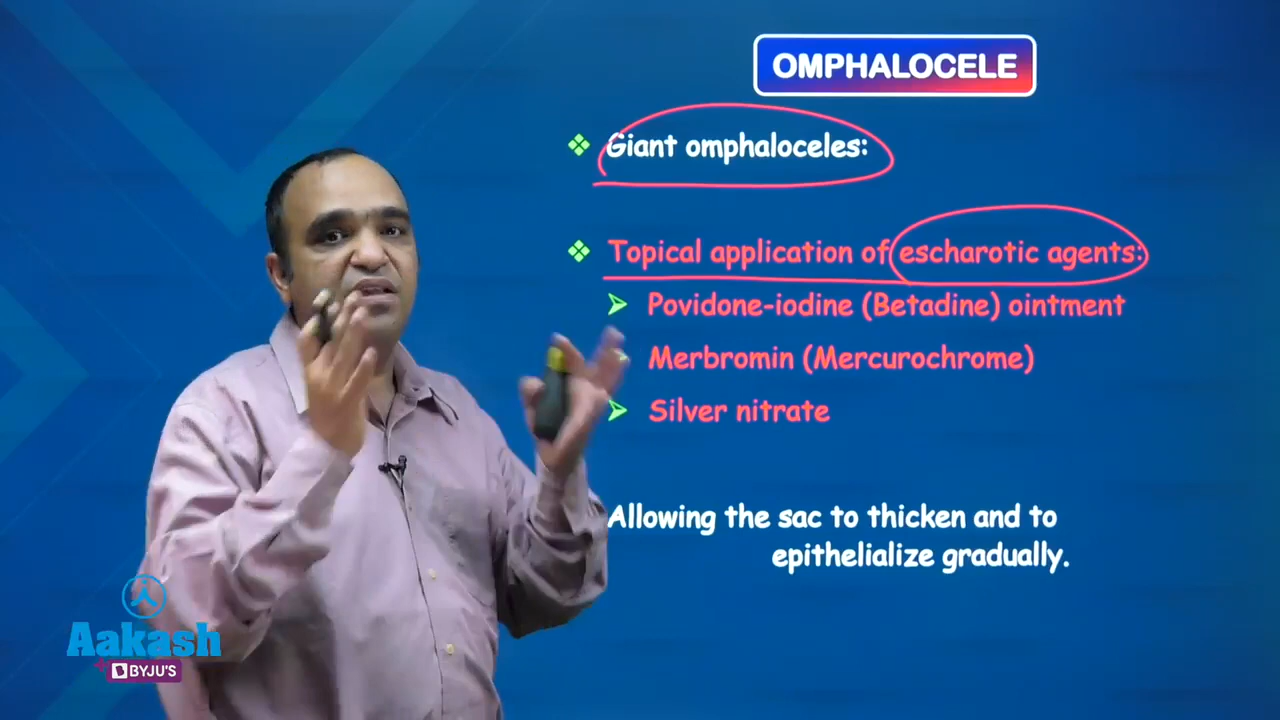 OMPHALOCELE
Giant omphaloceles:
Topical application of escharotic agents:
Povidone-iodine (Betadine) ointment
Merbromin (Mercurochrome)
Silver nitrate
Allowing the sac to thicken and to
epithelialize gradually.
Aakash
+ BYJU'S